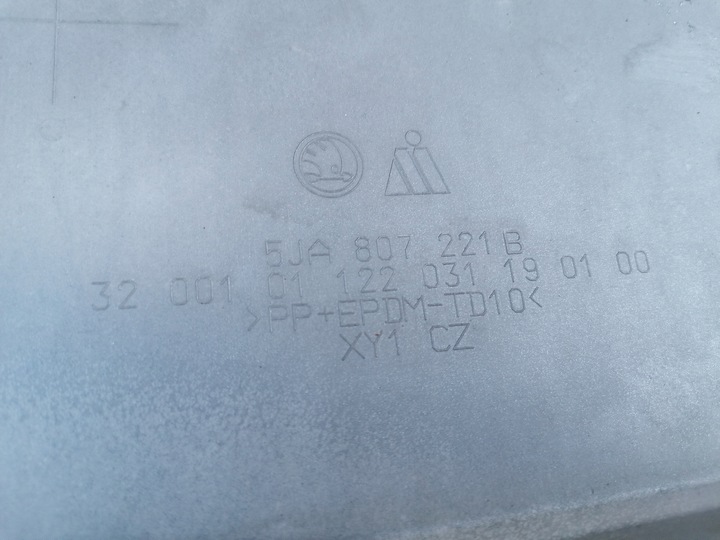 5JA 807 221 B
32 001 01 122 031 19 01 00
>PP+EPDM-TD10<
XY1 CZ